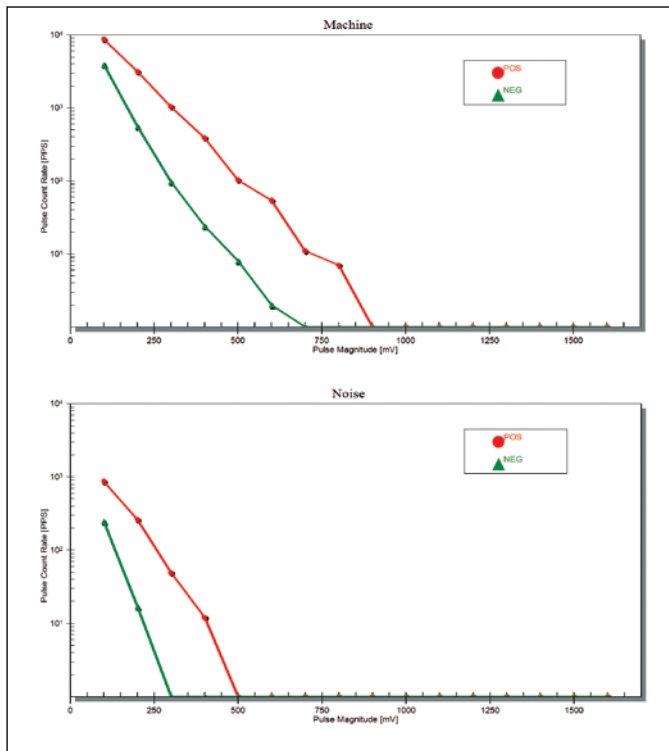 Machine
10⁴
POS
NEG
10³
Pulse Count Rate [PPS]
10²
10¹
0 250 500 750 1000 1250 1500
Pulse Magnitude [mV]
Noise
10⁴
POS
NEG
10³
Pulse Count Rate [PPS]
10²
10¹
0 250 500 750 1000 1250 1500
Pulse Magnitude [mV]